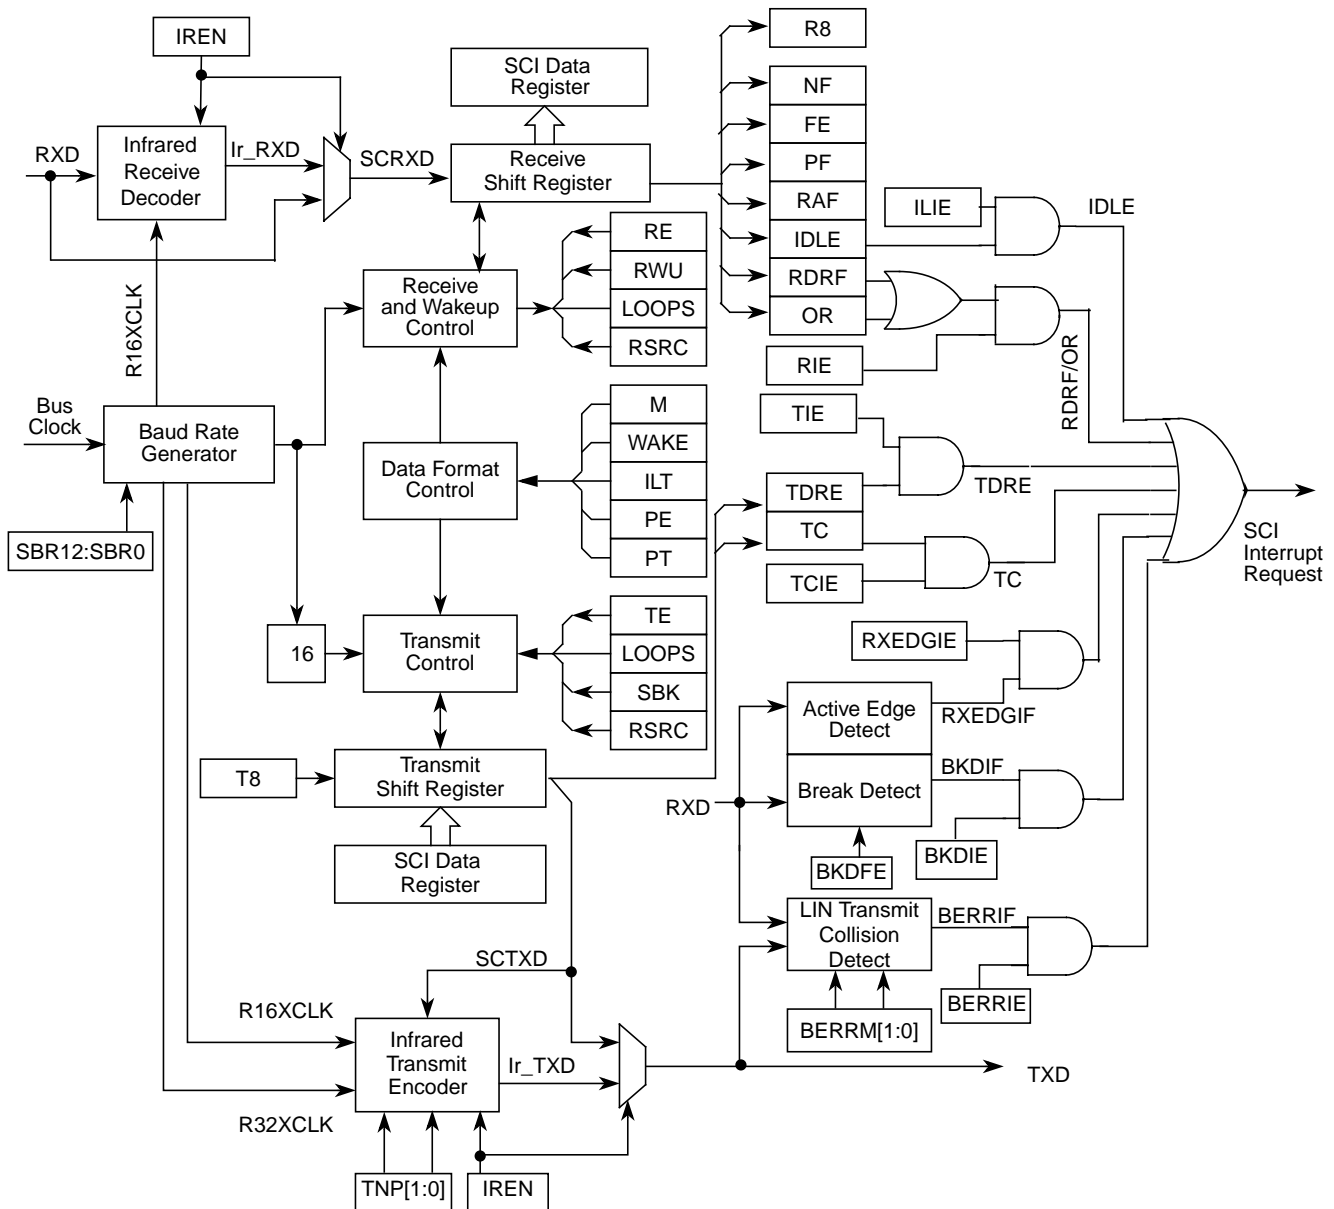 IREN
SCI Data
Register
R8
NF
FE
PF
RAF
IDLE
RDRF
OR
RXD
Infrared
Receive
Decoder
Ir_RXD
SCRXD
Receive
Shift Register
ILIE
IDLE
RE
RWU
LOOPS
RSRC
Receive
and Wakeup
Control
R16XCLK
RIE
RDRF/OR
Bus
Clock
Baud Rate
Generator
SBR12:SBR0
Data Format
Control
M
WAKE
ILT
PE
PT
TIE
TDRE
TC
TCIE
TDRE
TC
SCI
Interrupt
Request
16
Transmit
Control
TE
LOOPS
SBK
RSRC
RXEDGIE
Active Edge
Detect
RXEDGIF
T8
Transmit
Shift Register
RXD
Break Detect
BKDIF
BKDIE
BKDFE
SCI Data
Register
LIN Transmit
Collision
Detect
BERRIF
BERRIE
BERRM[1:0]
SCTXD
R16XCLK
Infrared
Transmit
Encoder
Ir_TXD
R32XCLK
TXD
TNP[1:0]
IREN